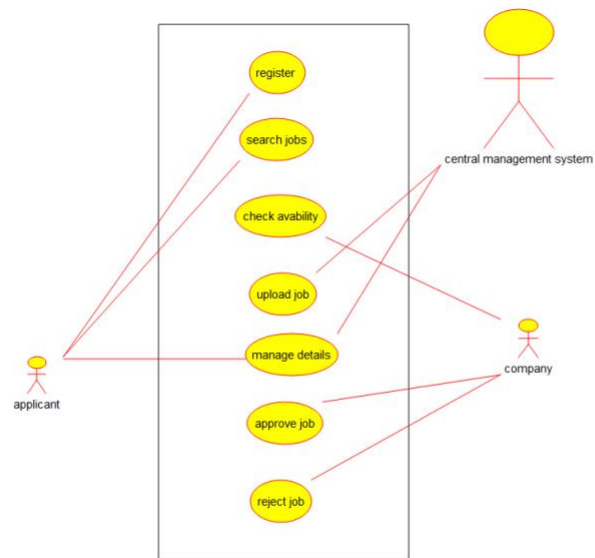 register
search jobs
central management system
check avability
upload job
manage details
company
applicant
approve job
reject job